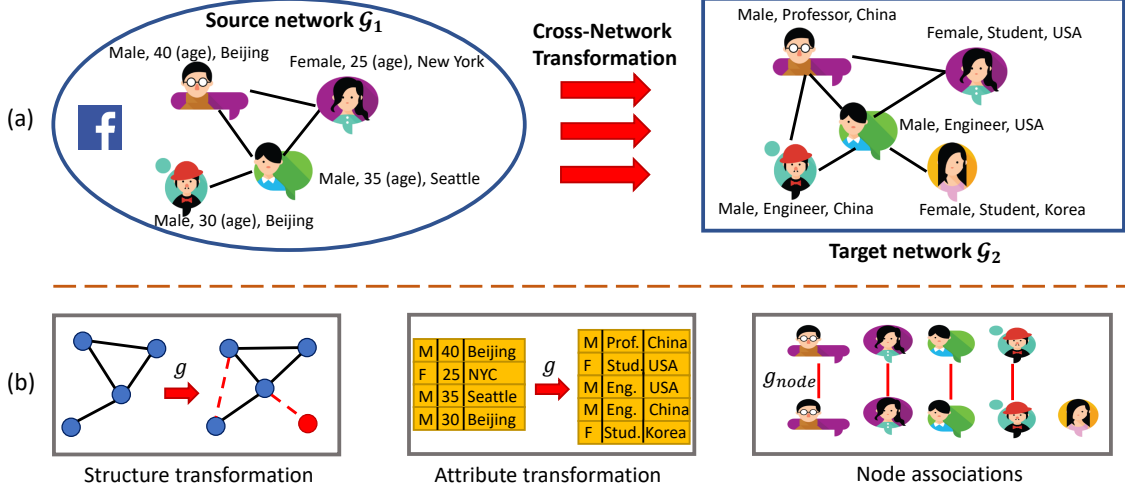 (a)
Source network 𝒢₁
Male, 40 (age), Beijing
Female, 25 (age), New York
f
Male, 35 (age), Seattle
Male, 30 (age), Beijing
Cross-Network
Transformation
Male, Professor, China
Female, Student, USA
Male, Engineer, USA
Male, Engineer, China
Female, Student, Korea
Target network 𝒢₂
(b)
g
Structure transformation
M 40 Beijing
F 25 NYC
M 35 Seattle
M 30 Beijing
g
M Prof. China
F Stud. USA
M Eng. USA
M Eng. China
F Stud. Korea
Attribute transformation
g_node
Node associations